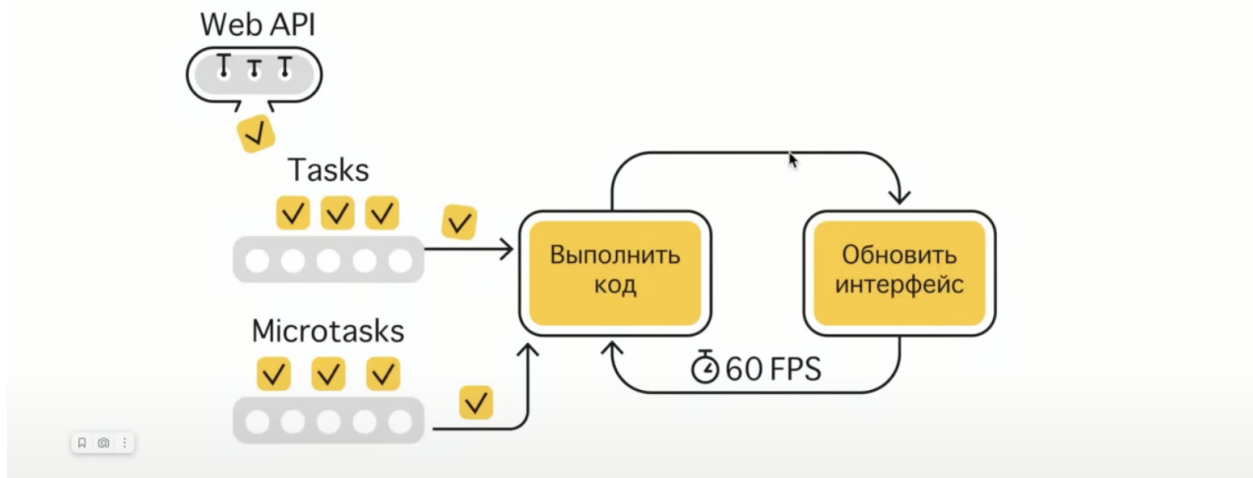 Web API
Tasks
Выполнить
код
Обновить
интерфейс
Microtasks
60 FPS